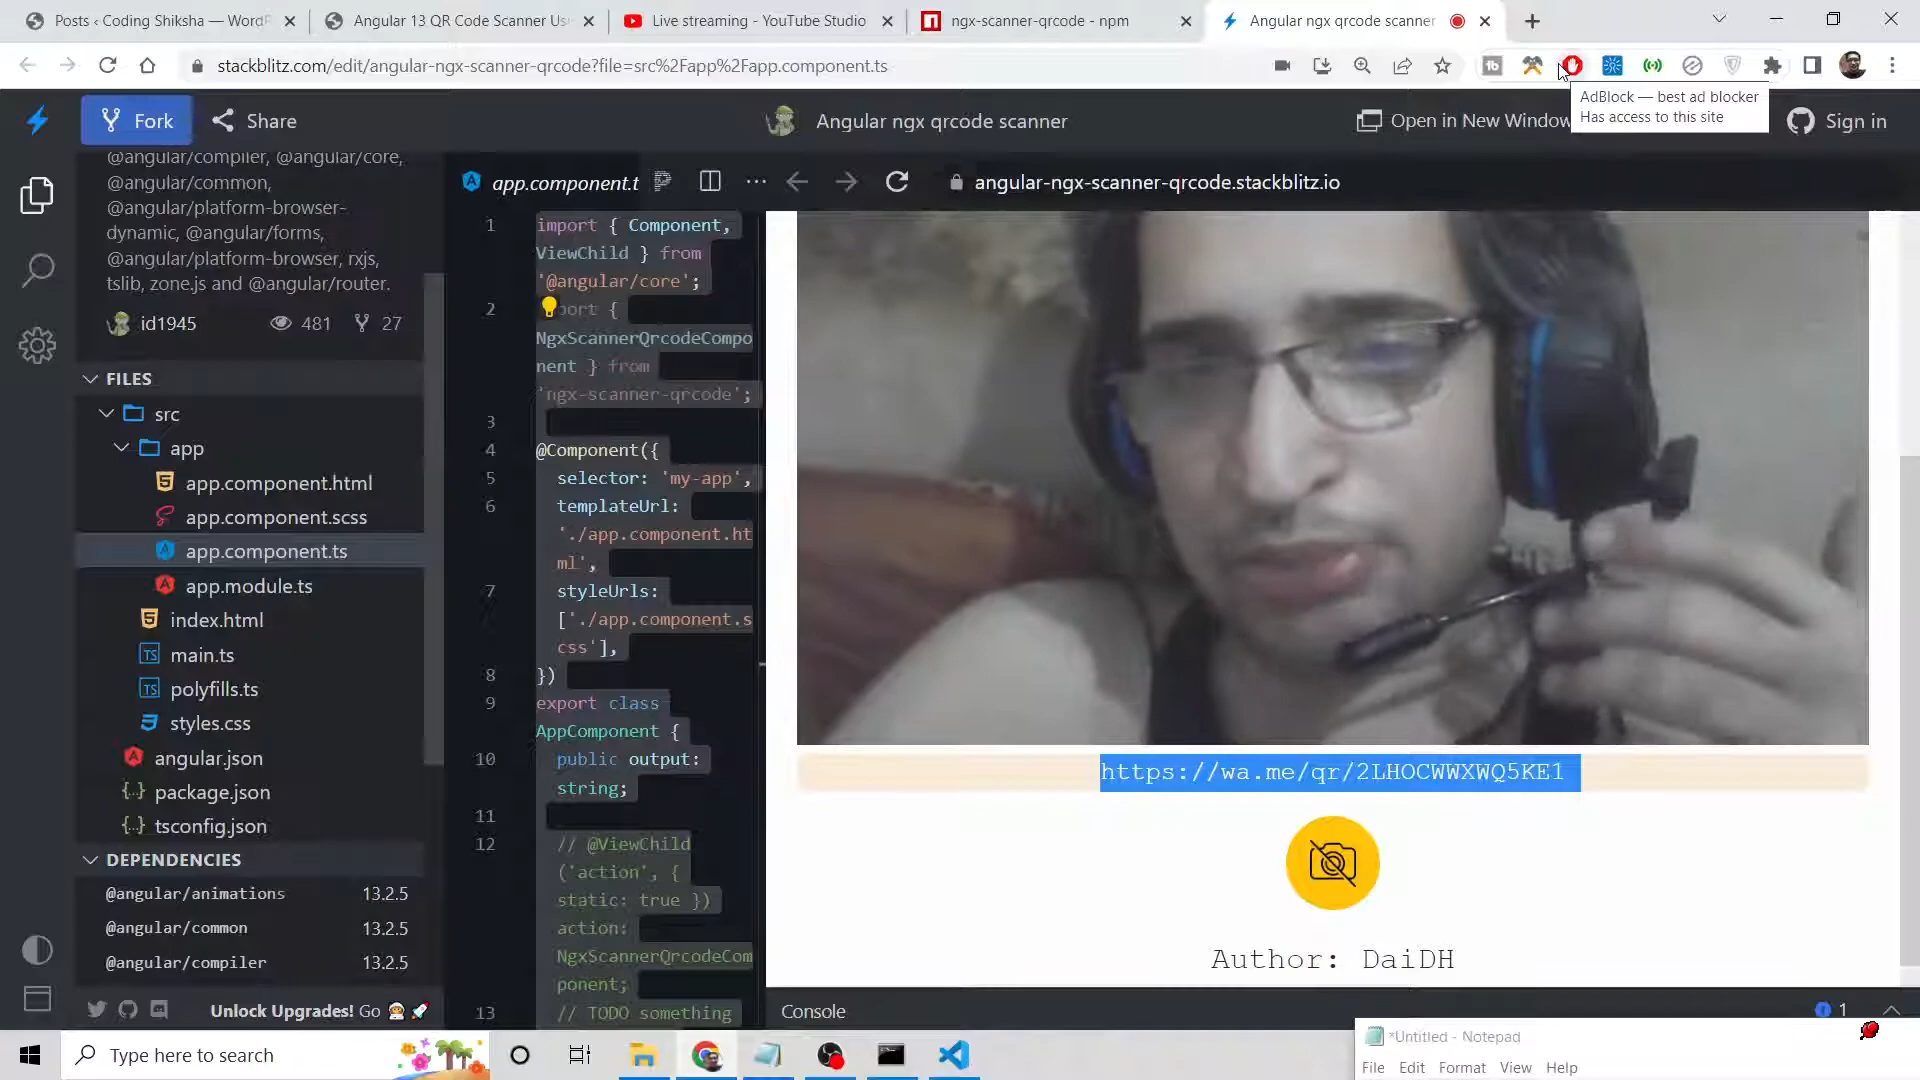 Posts ‹ Coding Shiksha — WordP
Angular 13 QR Code Scanner Us
Live streaming - YouTube Studio
ngx-scanner-qrcode - npm
Angular ngx qrcode scanner
stackblitz.com/edit/angular-ngx-scanner-qrcode?file=src%2Fapp%2Fapp.component.ts
AdBlock — best ad blocker
Has access to this site
Fork
Share
Angular ngx qrcode scanner
Open in New Window
Sign in
@angular/compiler, @angular/core,
@angular/common,
@angular/platform-browser-
dynamic, @angular/forms,
@angular/platform-browser, rxjs,
tslib, zone.js and @angular/router.
id1945
481
27
FILES
src
app
app.component.html
app.component.scss
app.component.ts
app.module.ts
index.html
main.ts
polyfills.ts
styles.css
angular.json
package.json
tsconfig.json
DEPENDENCIES
@angular/animations 13.2.5
@angular/common 13.2.5
@angular/compiler 13.2.5
Unlock Upgrades! Go
app.component.t
angular-ngx-scanner-qrcode.stackblitz.io
1 import { Component,
ViewChild } from
'@angular/core';
2 port {
NgxScannerQrcodeCompo
nent } from
'ngx-scanner-qrcode';
3
4 @Component({
5 selector: 'my-app',
6 templateUrl:
'./app.component.ht
ml',
7 styleUrls:
['./app.component.s
css'],
8 })
9 export class
AppComponent {
10 public output:
string;
11
12 // @ViewChild
('action', {
static: true })
action:
NgxScannerQrcodeCom
ponent;
13 // TODO something
https://wa.me/qr/2LHOCWWXWQ5KE1
Author: DaiDH
Console
1
*Untitled - Notepad
File Edit Format View Help
Type here to search